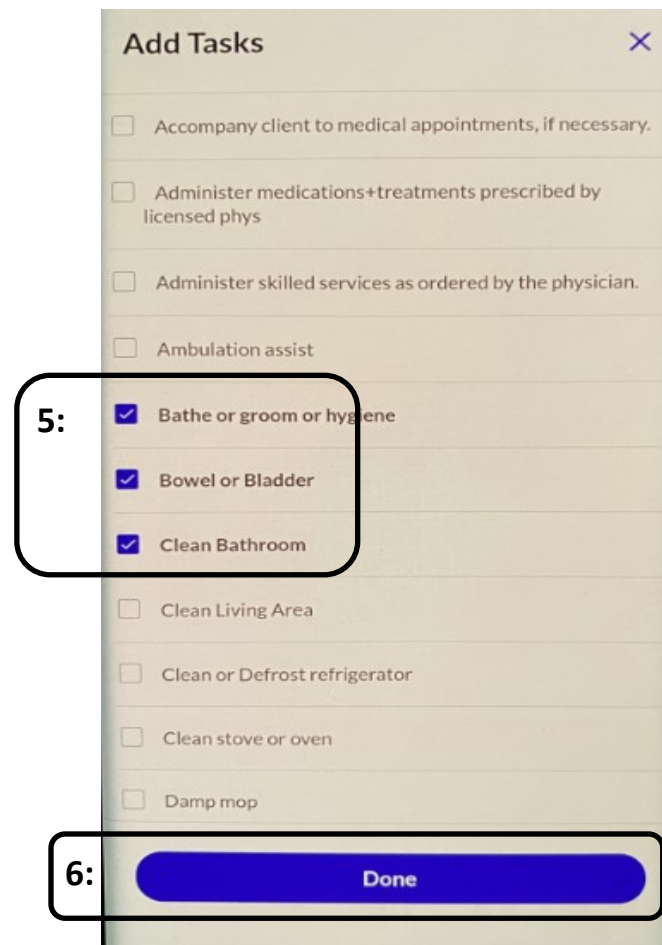 Add Tasks
Accompany client to medical appointments, if necessary.
Administer medications+treatments prescribed by
licensed phys
Administer skilled services as ordered by the physician.
Ambulation assist
5:
Bathe or groom or hygiene
Bowel or Bladder
Clean Bathroom
Clean Living Area
Clean or Defrost refrigerator
Clean stove or oven
Damp mop
6:
Done